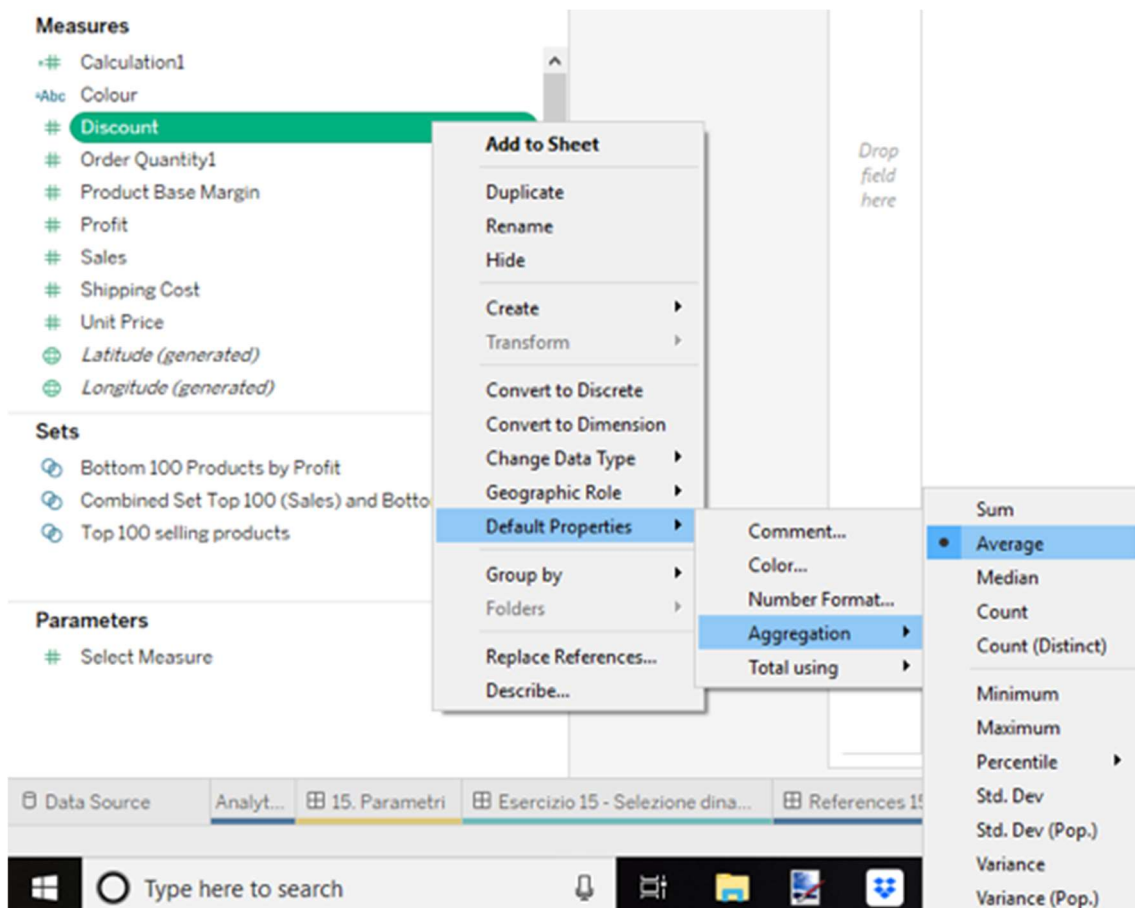 Measures
Calculation1
Abc Colour
Discount
Order Quantity1
Product Base Margin
Profit
Sales
Shipping Cost
Unit Price
Latitude (generated)
Longitude (generated)
Sets
Bottom 100 Products by Profit
Combined Set Top 100 (Sales) and Botto
Top 100 selling products
Parameters
Select Measure
Add to Sheet
Duplicate
Rename
Hide
Create
Transform
Convert to Discrete
Convert to Dimension
Change Data Type
Geographic Role
Default Properties
Group by
Folders
Replace References...
Describe...
Comment...
Color...
Number Format...
Aggregation
Total using
Sum
Average
Median
Count
Count (Distinct)
Minimum
Maximum
Percentile
Std. Dev
Std. Dev (Pop.)
Variance
Variance (Pop.)
Drop
field
here
Data Source Analyt... 15. Parametri Esercizio 15 - Selezione dina... References 15
Type here to search